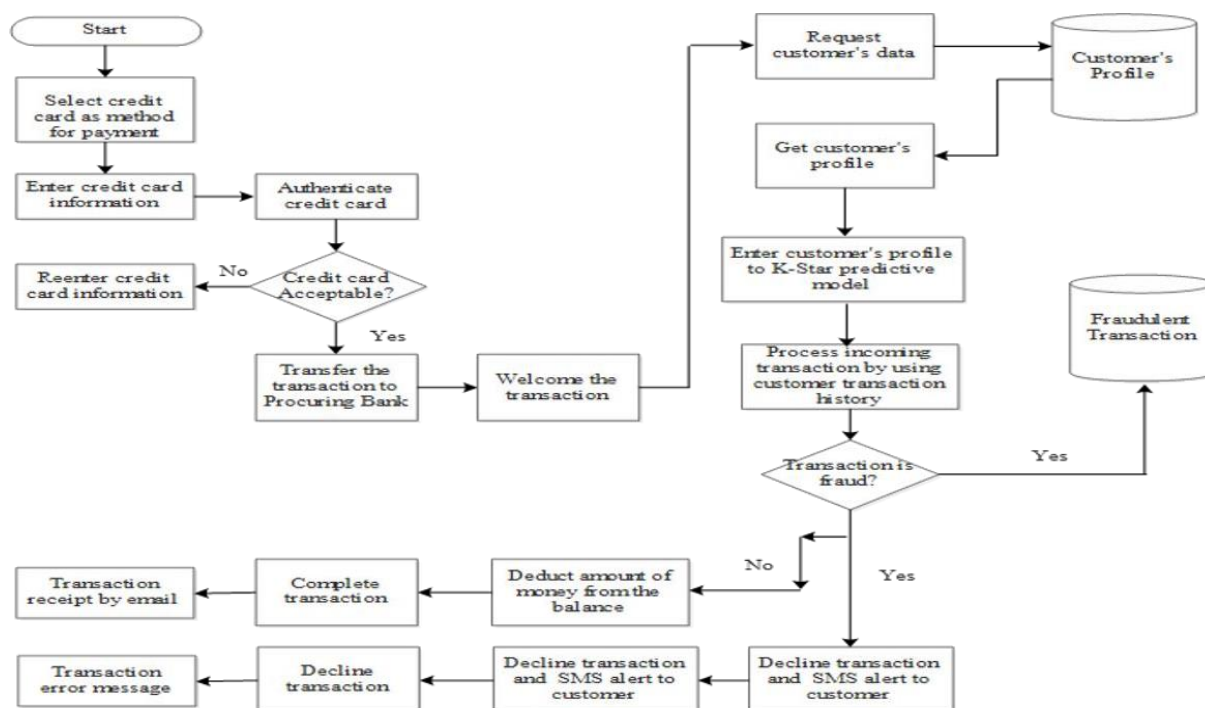 Start
Select credit
card as method
for payment
Enter credit card
information
Authenticate
credit card
Credit card
Acceptable?
No
Reenter credit
card information
Yes
Transfer the
transaction to
Procuring Bank
Welcome the
transaction
Request
customer's data
Customer's
Profile
Get customer's
profile
Enter customer's profile
to K-Star predictive
model
Process incoming
transaction by using
customer transaction
history
Transaction is
fraud?
Yes
Fraudulent
Transaction
No
Yes
Deduct amount of
money from the
balance
Complete
transaction
Transaction
receipt by email
Decline transaction
and SMS alert to
customer
Decline transaction
and SMS alert to
customer
Decline
transaction
Transaction
error message